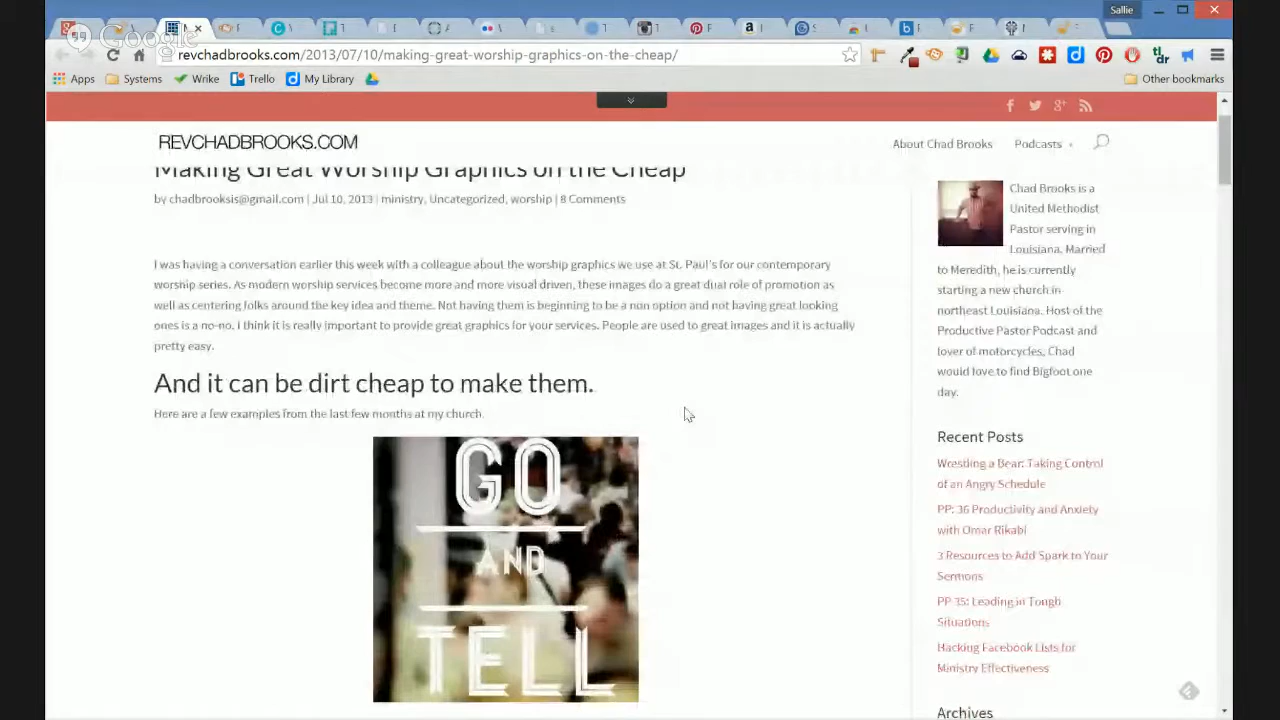 Sallie
Google
revchadbrooks.com/2013/07/10/making-great-worship-graphics-on-the-cheap/
Apps Systems Wrike Trello My Library Other bookmarks
REVCHADBROOKS.COM
About Chad Brooks Podcasts
Making Great Worship Graphics on the Cheap
by chadbrooksis@gmail.com | Jul 10, 2013 | ministry, Uncategorized, worship | 8 Comments
I was having a conversation earlier this week with a colleague about the worship graphics we use at St. Paul's for our contemporary
worship series. As modern worship services become more and more visual driven, these images do a great dual role of promotion as
well as centering folks around the key idea and theme. Not having them is beginning to be a non option and not having great looking
ones is a no-no. I think it is really important to provide great graphics for your services. People are used to great images and it is actually
pretty easy.
And it can be dirt cheap to make them.
Here are a few examples from the last few months at my church.
GO
AND
TELL
Chad Brooks is a
United Methodist
Pastor serving in
Louisiana. Married
to Meredith, he is currently
starting a new church in
northeast Louisiana. Host of the
Productive Pastor Podcast and
lover of motorcycles, Chad
would love to find Bigfoot one
day.
Recent Posts
Wrestling a Bear: Taking Control
of an Angry Schedule
PP: 36 Productivity and Anxiety
with Omar Rikabi
3 Resources to Add Spark to Your
Sermons
PP 35: Leading in Tough
Situations
Hacking Facebook Lists for
Ministry Effectiveness
Archives